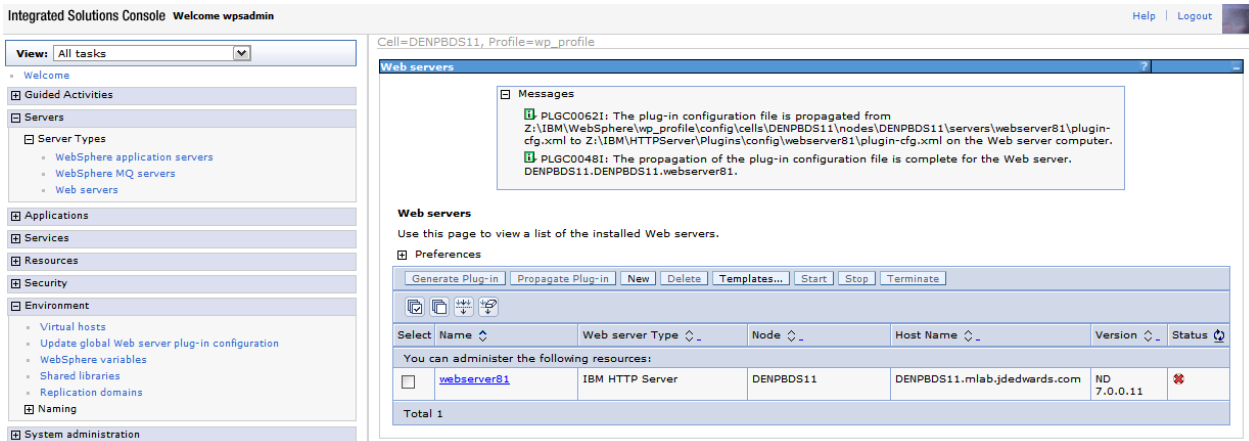 Integrated Solutions Console Welcome wpsadmin
Help | Logout
View: All tasks
Welcome
Guided Activities
Servers
Server Types
WebSphere application servers
WebSphere MQ servers
Web servers
Applications
Services
Resources
Security
Environment
Virtual hosts
Update global Web server plug-in configuration
WebSphere variables
Shared libraries
Replication domains
Naming
System administration
Cell=DENPBDS11, Profile=wp_profile
Web servers ?
Messages
PLGC0062I: The plug-in configuration file is propagated from
Z:\IBM\WebSphere\wp_profile\config\cells\DENPBDS11\nodes\DENPBDS11\servers\webserver81\plugin-
cfg.xml to Z:\IBM\HTTPServer\Plugins\config\webserver81\plugin-cfg.xml on the Web server computer.
PLGC0048I: The propagation of the plug-in configuration file is complete for the Web server.
DENPBDS11.DENPBDS11.webserver81.
Web servers
Use this page to view a list of the installed Web servers.
Preferences
Generate Plug-in Propagate Plug-in New Delete Templates... Start Stop Terminate
Select Name Web server Type Node Host Name Version Status
You can administer the following resources:
webserver81 IBM HTTP Server DENPBDS11 DENPBDS11.mlab.jdedwards.com ND
7.0.0.11
Total 1